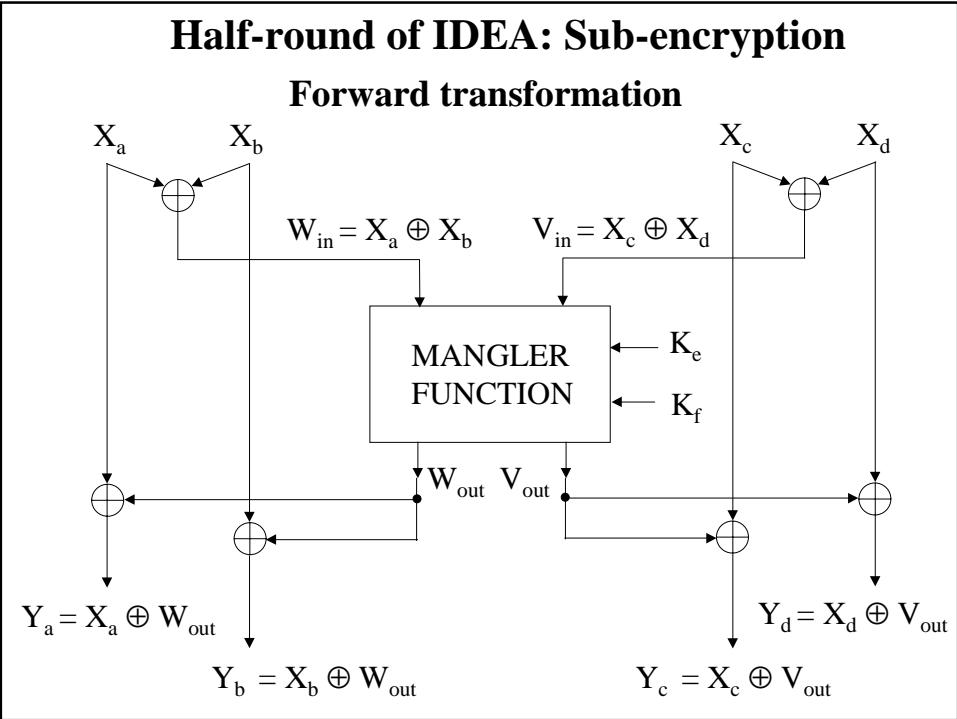 Half-round of IDEA: Sub-encryption
Forward transformation
X_a X_b X_c X_d
W_in = X_a ⊕ X_b V_in = X_c ⊕ X_d
MANGLER
FUNCTION
K_e
K_f
W_out V_out
Y_a = X_a ⊕ W_out Y_d = X_d ⊕ V_out
Y_b = X_b ⊕ W_out Y_c = X_c ⊕ V_out